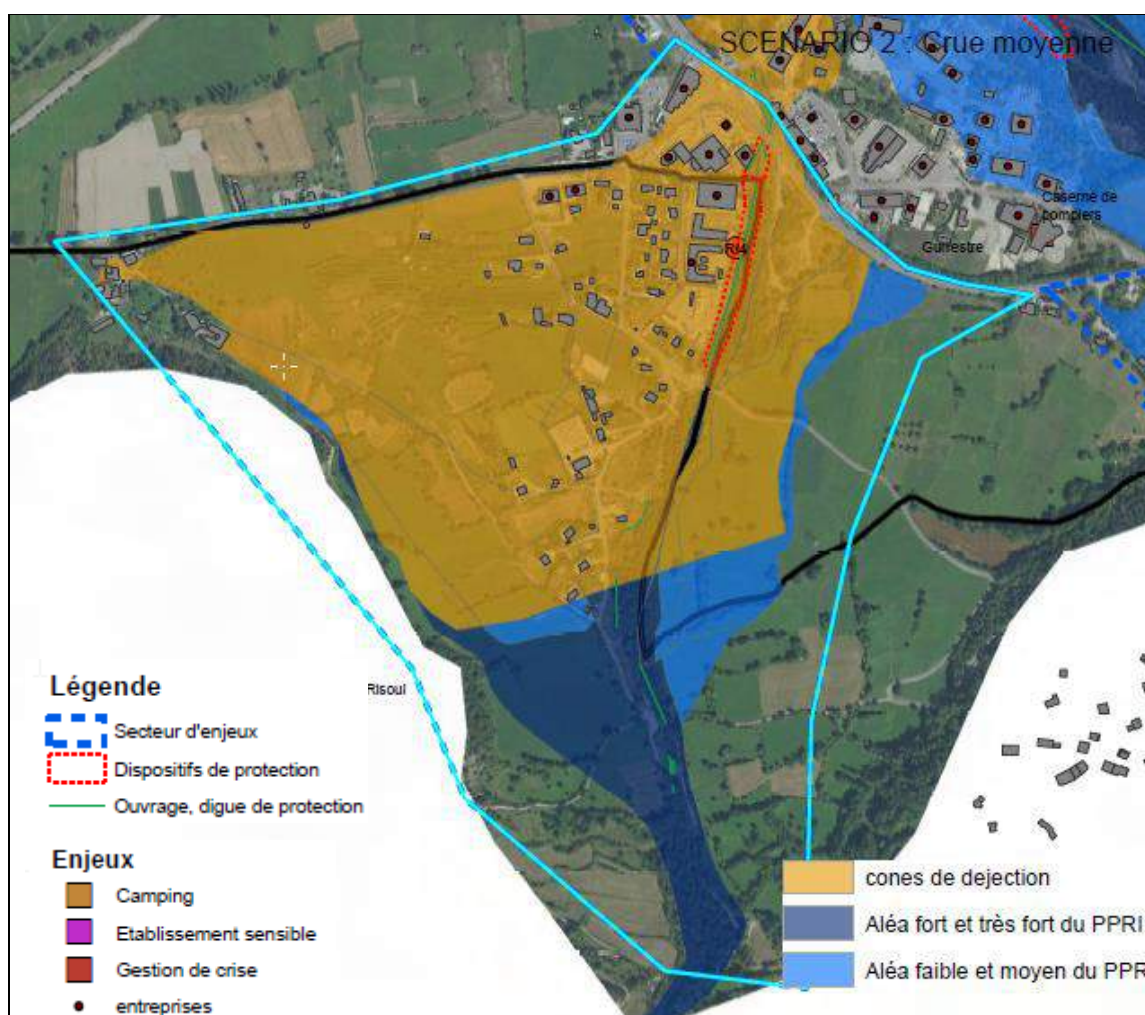 SCENARIO 2 : Crue moyenne
Caserne de
pompiers
Guillestre
Ri4
Risoul
Légende
Secteur d'enjeux
Dispositifs de protection
Ouvrage, digue de protection
Enjeux
Camping
Etablissement sensible
Gestion de crise
entreprises
cones de dejection
Aléa fort et très fort du PPRI
Aléa faible et moyen du PPR